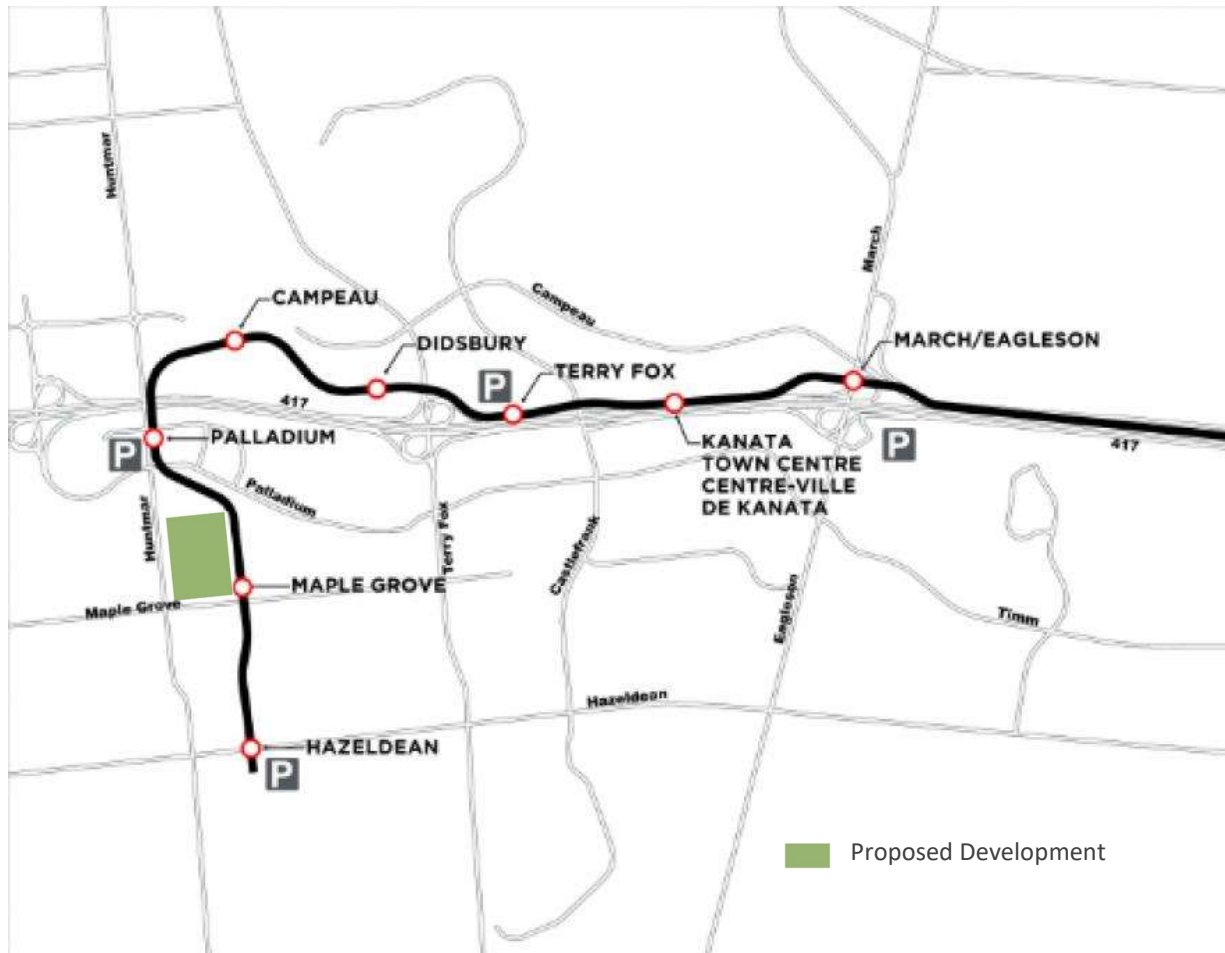 Huntmar
March
Campeau
CAMPEAU
DIDSBURY
MARCH/EAGLESON
TERRY FOX
P
417
PALLADIUM
P
KANATA
TOWN CENTRE
CENTRE-VILLE
DE KANATA
P
417
Palladium
Huntmar
Terry Fox
Castlefrank
MAPLE GROVE
Maple Grove
Eagleson
Timm
Hazeldean
HAZELDEAN
P
Proposed Development